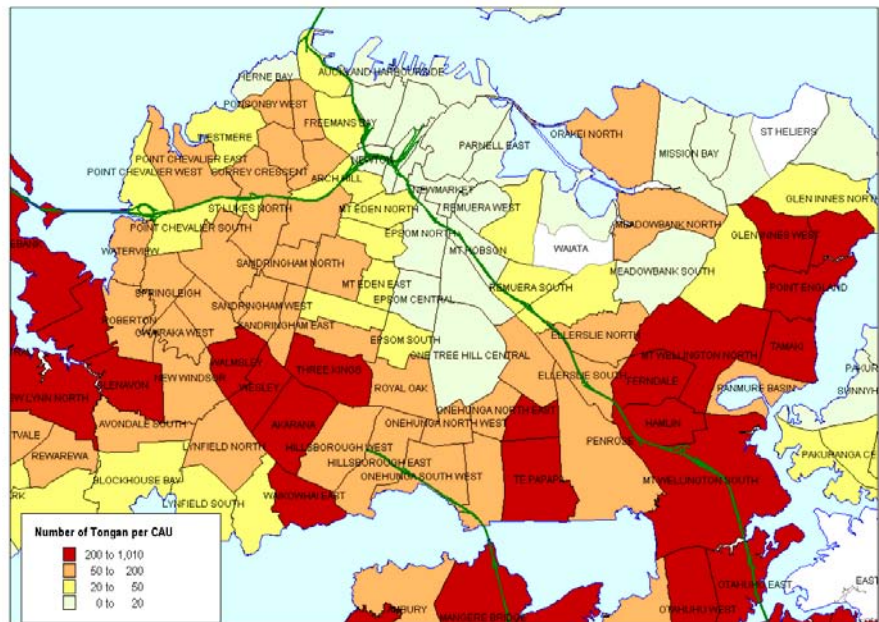 AUCKLAND HARBOURSIDE
HERNE BAY
PONSONBY WEST
FREEMANS BAY
WESTMERE
ORAKEI NORTH
ST HELIERS
PARNELL EAST
MISSION BAY
POINT CHEVALIER EAST
NEWTON
POINT CHEVALIER WEST
ARCH HILL
NEWMARKET
GLEN INNES NORTH
ST LUKES NORTH
MT EDEN NORTH
REMUERA WEST
POINT CHEVALIER SOUTH
MEADOWBANK NORTH
EPSOM NORTH
GLEN INNES WEST
WATERVIEW
MT HOBSON
WAIATA
SANDRINGHAM NORTH
MEADOWBANK SOUTH
MT EDEN EAST
REMUERA SOUTH
POINT ENGLAND
SPRINGLEIGH
EPSOM CENTRAL
SANDRINGHAM WEST
ROBERTON
SANDRINGHAM EAST
OWAIRAKA WEST
ELLERSLIE NORTH
EPSOM SOUTH
TAMAKI
ONE TREE HILL CENTRAL
MT WELLINGTON NORTH
WALMSLEY
THREE KINGS
ELLERSLIE SOUTH
FERNDALE
GLENAVON
NEW WINDSOR
WESLEY
ROYAL OAK
PANMURE BASIN
NEW LYNN NORTH
AKARANA
ONEHUNGA NORTH EAST
AVONDALE SOUTH
ONEHUNGA NORTH WEST
HAMLIN
LYNFIELD NORTH
HILLSBOROUGH WEST
PENROSE
REWAREWA
HILLSBOROUGH EAST
PAKURANGA CE
ONEHUNGA SOUTH WEST
TE PAPAPA
BLOCKHOUSE BAY
MT WELLINGTON SOUTH
WAIKOWHAI EAST
LYNFIELD SOUTH
Number of Tongan per CAU
200 to 1,010
50 to 200
20 to 50
0 to 20
EAST
OTAHUHU EAST
MANGERE BRIDGE
OTAHUHU WEST